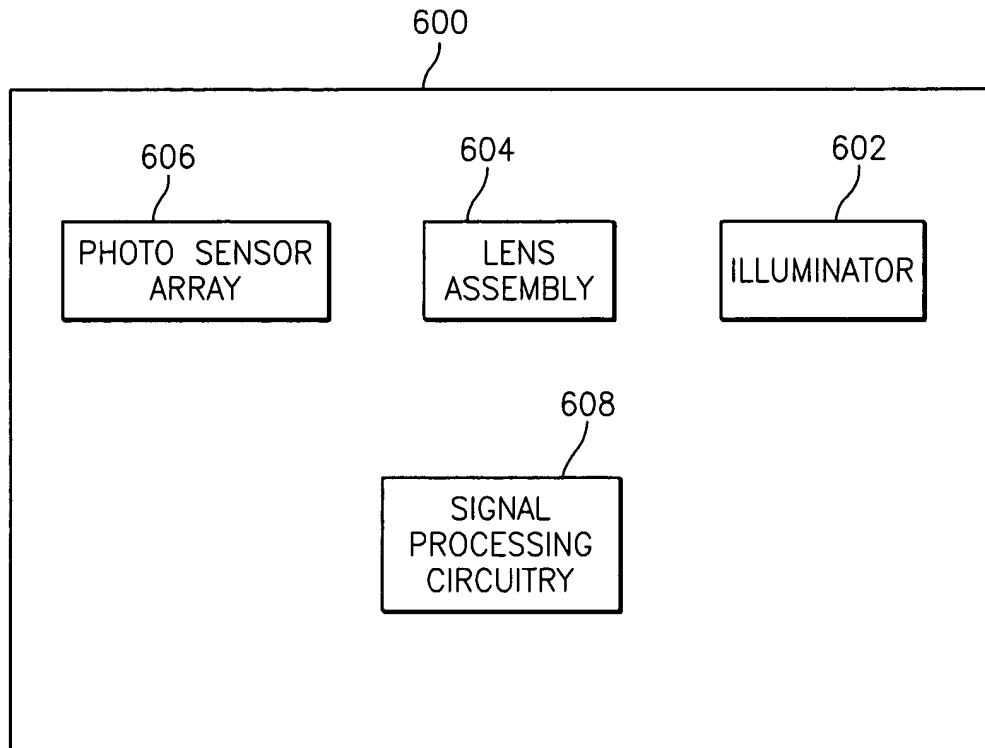 600
606
604
602
PHOTO SENSOR
ARRAY
LENS
ASSEMBLY
ILLUMINATOR
608
SIGNAL
PROCESSING
CIRCUITRY